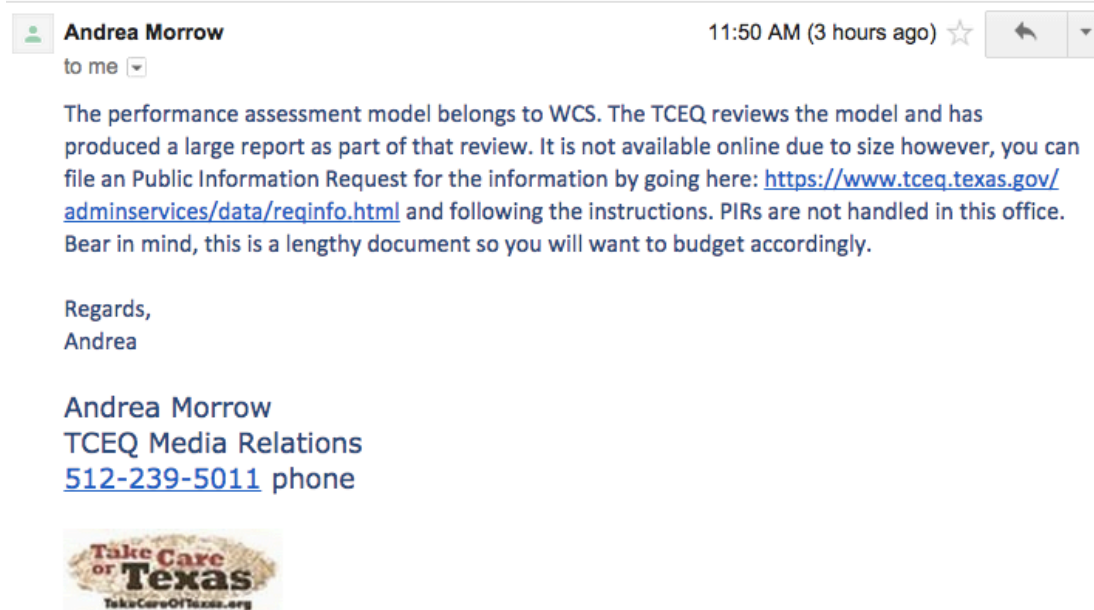 Andrea Morrow
11:50 AM (3 hours ago)
to me
The performance assessment model belongs to WCS. The TCEQ reviews the model and has
produced a large report as part of that review. It is not available online due to size however, you can
file an Public Information Request for the information by going here: https://www.tceq.texas.gov/
adminservices/data/reqinfo.html and following the instructions. PIRs are not handled in this office.
Bear in mind, this is a lengthy document so you will want to budget accordingly.
Regards,
Andrea
Andrea Morrow
TCEQ Media Relations
512-239-5011 phone
Take Care
of Texas
TakeCareOfTexas.org